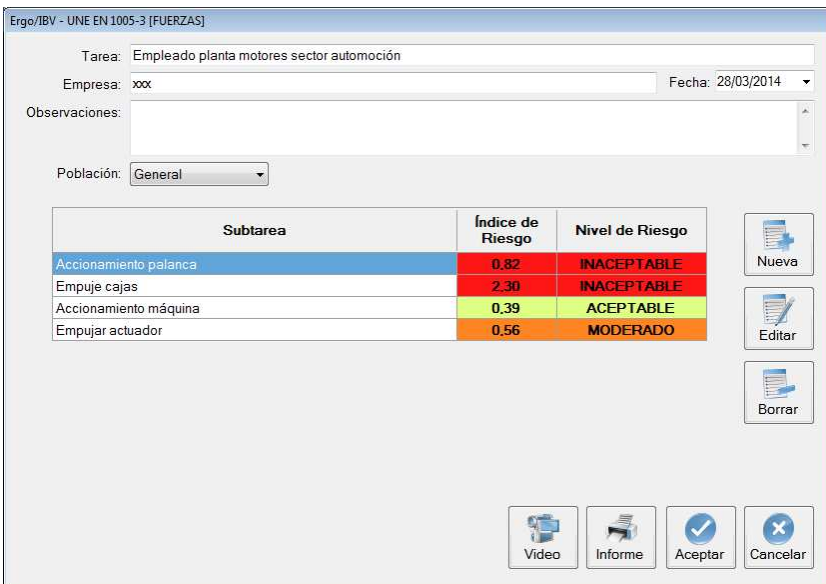 Ergo/IBV - UNE EN 1005-3 [FUERZAS]
Tarea: Empleado planta motores sector automoción
Empresa: xxx Fecha: 28/03/2014
Observaciones:
Población: General
Subtarea Índice de Riesgo Nivel de Riesgo
Accionamiento palanca 0,82 INACEPTABLE
Empuje cajas 2,30 INACEPTABLE
Accionamiento máquina 0,39 ACEPTABLE
Empujar actuador 0,56 MODERADO
Nueva
Editar
Borrar
Video Informe Aceptar Cancelar